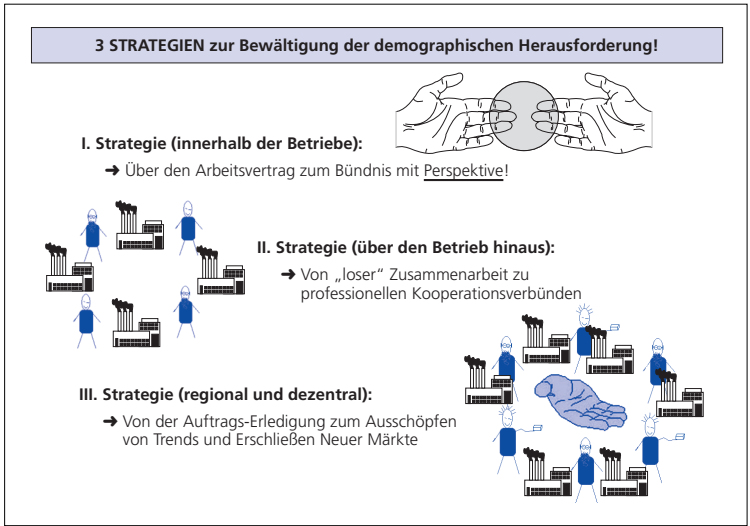 3 STRATEGIEN zur Bewältigung der demographischen Herausforderung!
I. Strategie (innerhalb der Betriebe):
➜ Über den Arbeitsvertrag zum Bündnis mit Perspektive!
II. Strategie (über den Betrieb hinaus):
➜ Von „loser“ Zusammenarbeit zu
professionellen Kooperationsverbünden
III. Strategie (regional und dezentral):
➜ Von der Auftrags-Erledigung zum Ausschöpfen
von Trends und Erschließen Neuer Märkte